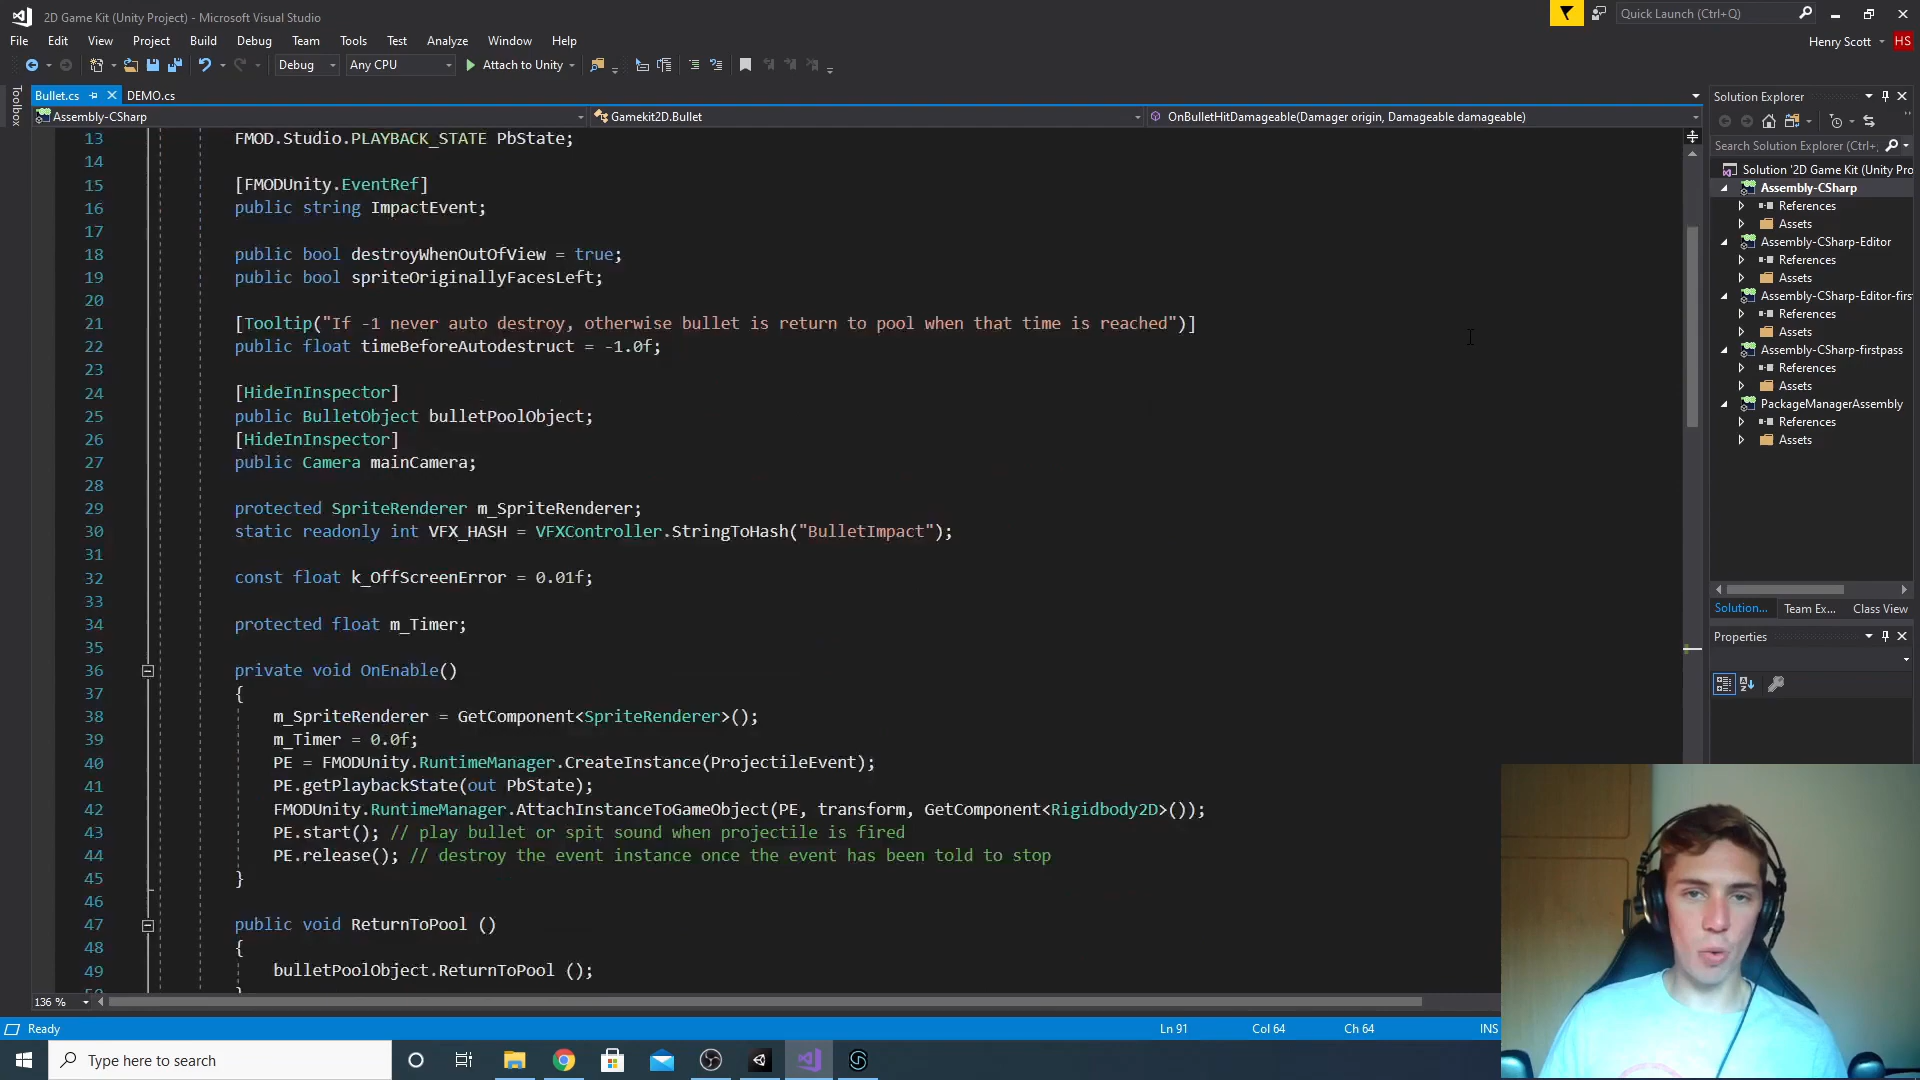 2D Game Kit (Unity Project) - Microsoft Visual Studio
Quick Launch (Ctrl+Q)
File Edit View Project Build Debug Team Tools Test Analyze Window Help
Henry Scott HS
Debug Any CPU Attach to Unity
Toolbox
Bullet.cs DEMO.cs
Assembly-CSharp Gamekit2D.Bullet OnBulletHitDamageable(Damager origin, Damageable damageable)
13 FMOD.Studio.PLAYBACK_STATE PbState;
14
15 [FMODUnity.EventRef]
16 public string ImpactEvent;
17
18 public bool destroyWhenOutOfView = true;
19 public bool spriteOriginallyFacesLeft;
20
21 [Tooltip("If -1 never auto destroy, otherwise bullet is return to pool when that time is reached")]
22 public float timeBeforeAutodestruct = -1.0f;
23
24 [HideInInspector]
25 public BulletObject bulletPoolObject;
26 [HideInInspector]
27 public Camera mainCamera;
28
29 protected SpriteRenderer m_SpriteRenderer;
30 static readonly int VFX_HASH = VFXController.StringToHash("BulletImpact");
31
32 const float k_OffScreenError = 0.01f;
33
34 protected float m_Timer;
35
36 private void OnEnable()
37 {
38 m_SpriteRenderer = GetComponent<SpriteRenderer>();
39 m_Timer = 0.0f;
40 PE = FMODUnity.RuntimeManager.CreateInstance(ProjectileEvent);
41 PE.getPlaybackState(out PbState);
42 FMODUnity.RuntimeManager.AttachInstanceToGameObject(PE, transform, GetComponent<Rigidbody2D>());
43 PE.start(); // play bullet or spit sound when projectile is fired
44 PE.release(); // destroy the event instance once the event has been told to stop
45 }
46
47 public void ReturnToPool ()
48 {
49 bulletPoolObject.ReturnToPool ();
136 %
Solution Explorer
Search Solution Explorer (Ctrl+;
Solution '2D Game Kit (Unity Pro
Assembly-CSharp
References
Assets
Assembly-CSharp-Editor
References
Assets
Assembly-CSharp-Editor-firs
References
Assets
Assembly-CSharp-firstpass
References
Assets
PackageManagerAssembly
References
Assets
Solution... Team Ex... Class View
Properties
Ready Ln 91 Col 64 Ch 64 INS
Type here to search